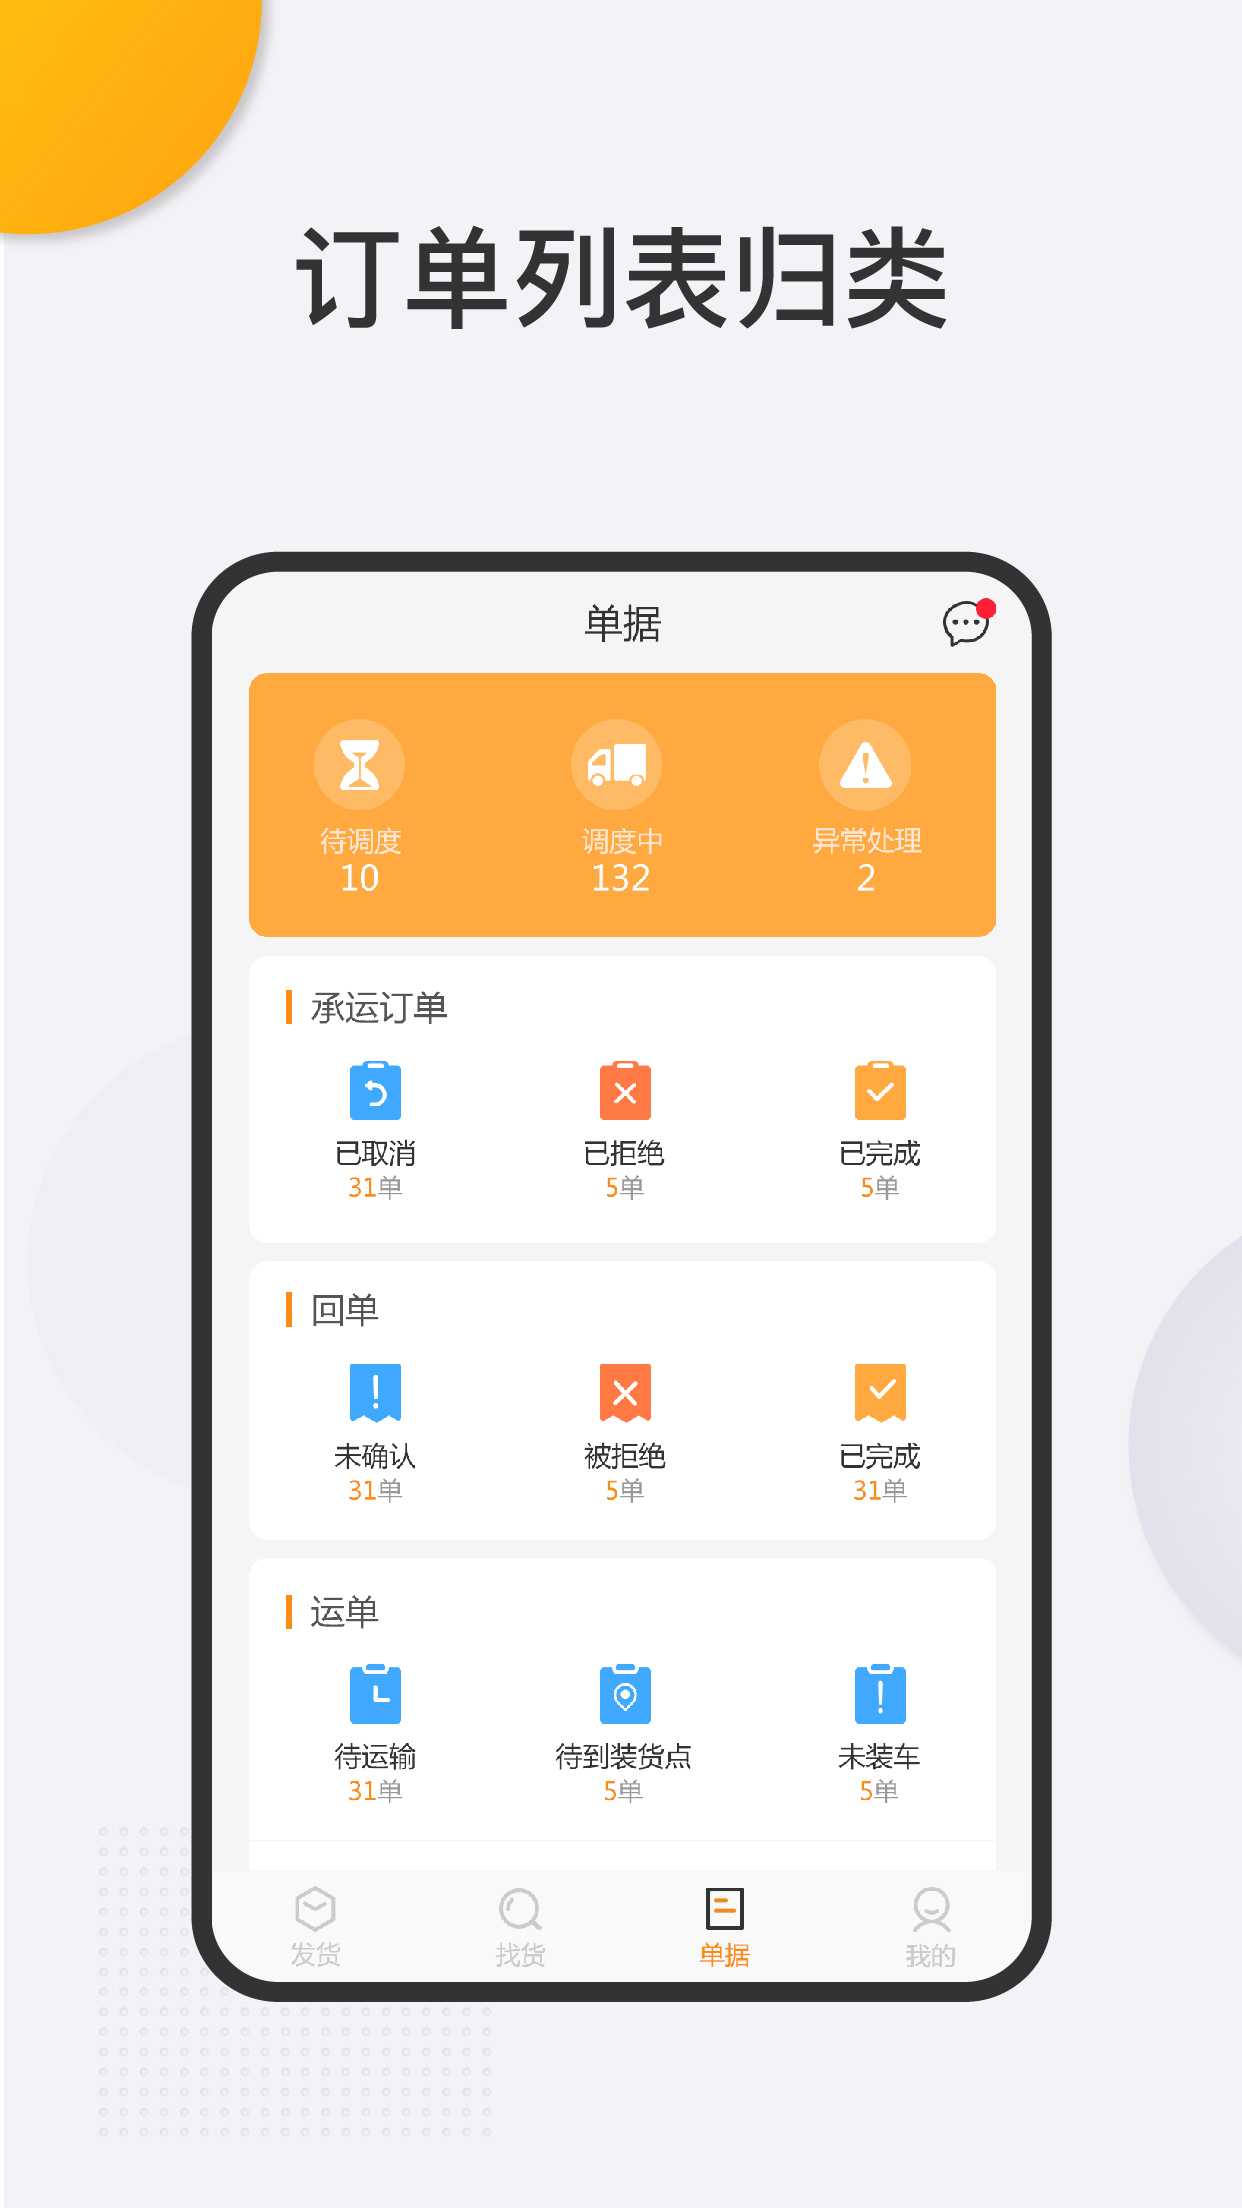 订单列表归类
单据
待调度 调度中 异常处理
10 132 2
承运订单
已取消 已拒绝 已完成
31单 5单 5单
回单
未确认 被拒绝 已完成
31单 5单 31单
运单
待运输 待到装货点 未装车
31单 5单 5单
发货 找货 单据 我的